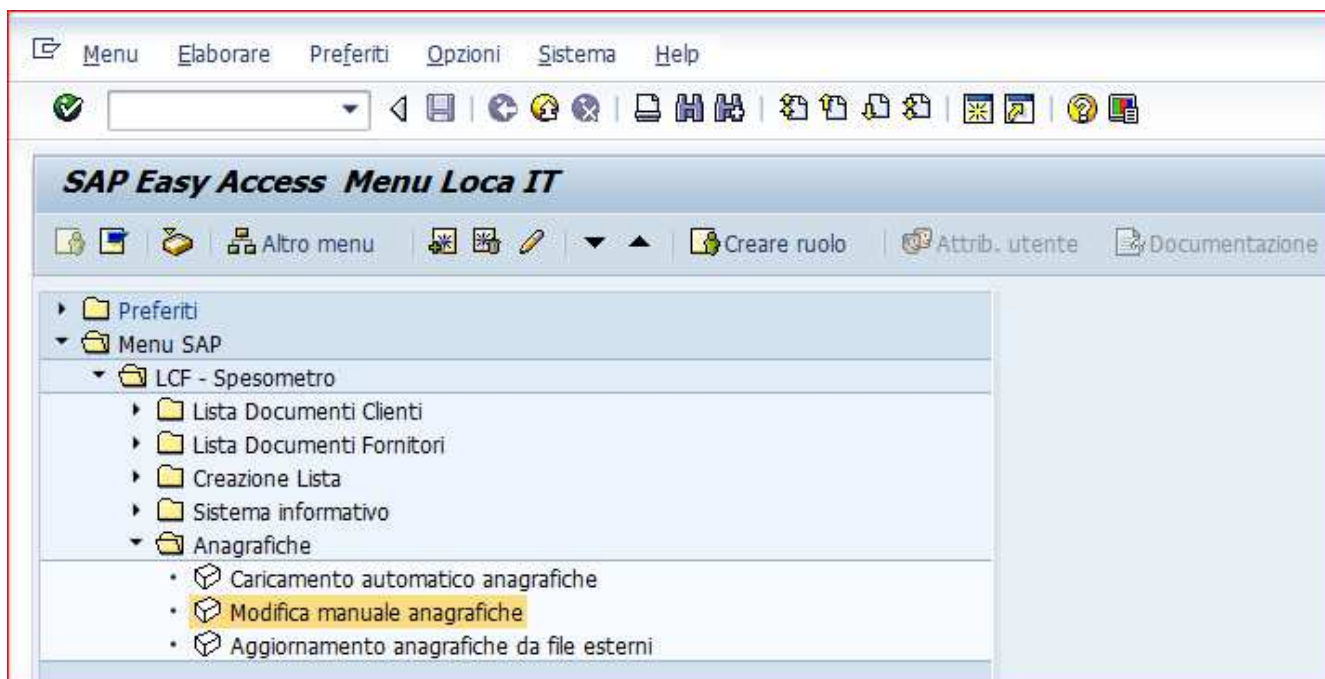 Menu Elaborare Preferiti Opzioni Sistema Help
SAP Easy Access Menu Loca IT
Altro menu Creare ruolo Attrib. utente Documentazione
Preferiti
Menu SAP
LCF - Spesometro
Lista Documenti Clienti
Lista Documenti Fornitori
Creazione Lista
Sistema informativo
Anagrafiche
Caricamento automatico anagrafiche
Modifica manuale anagrafiche
Aggiornamento anagrafiche da file esterni